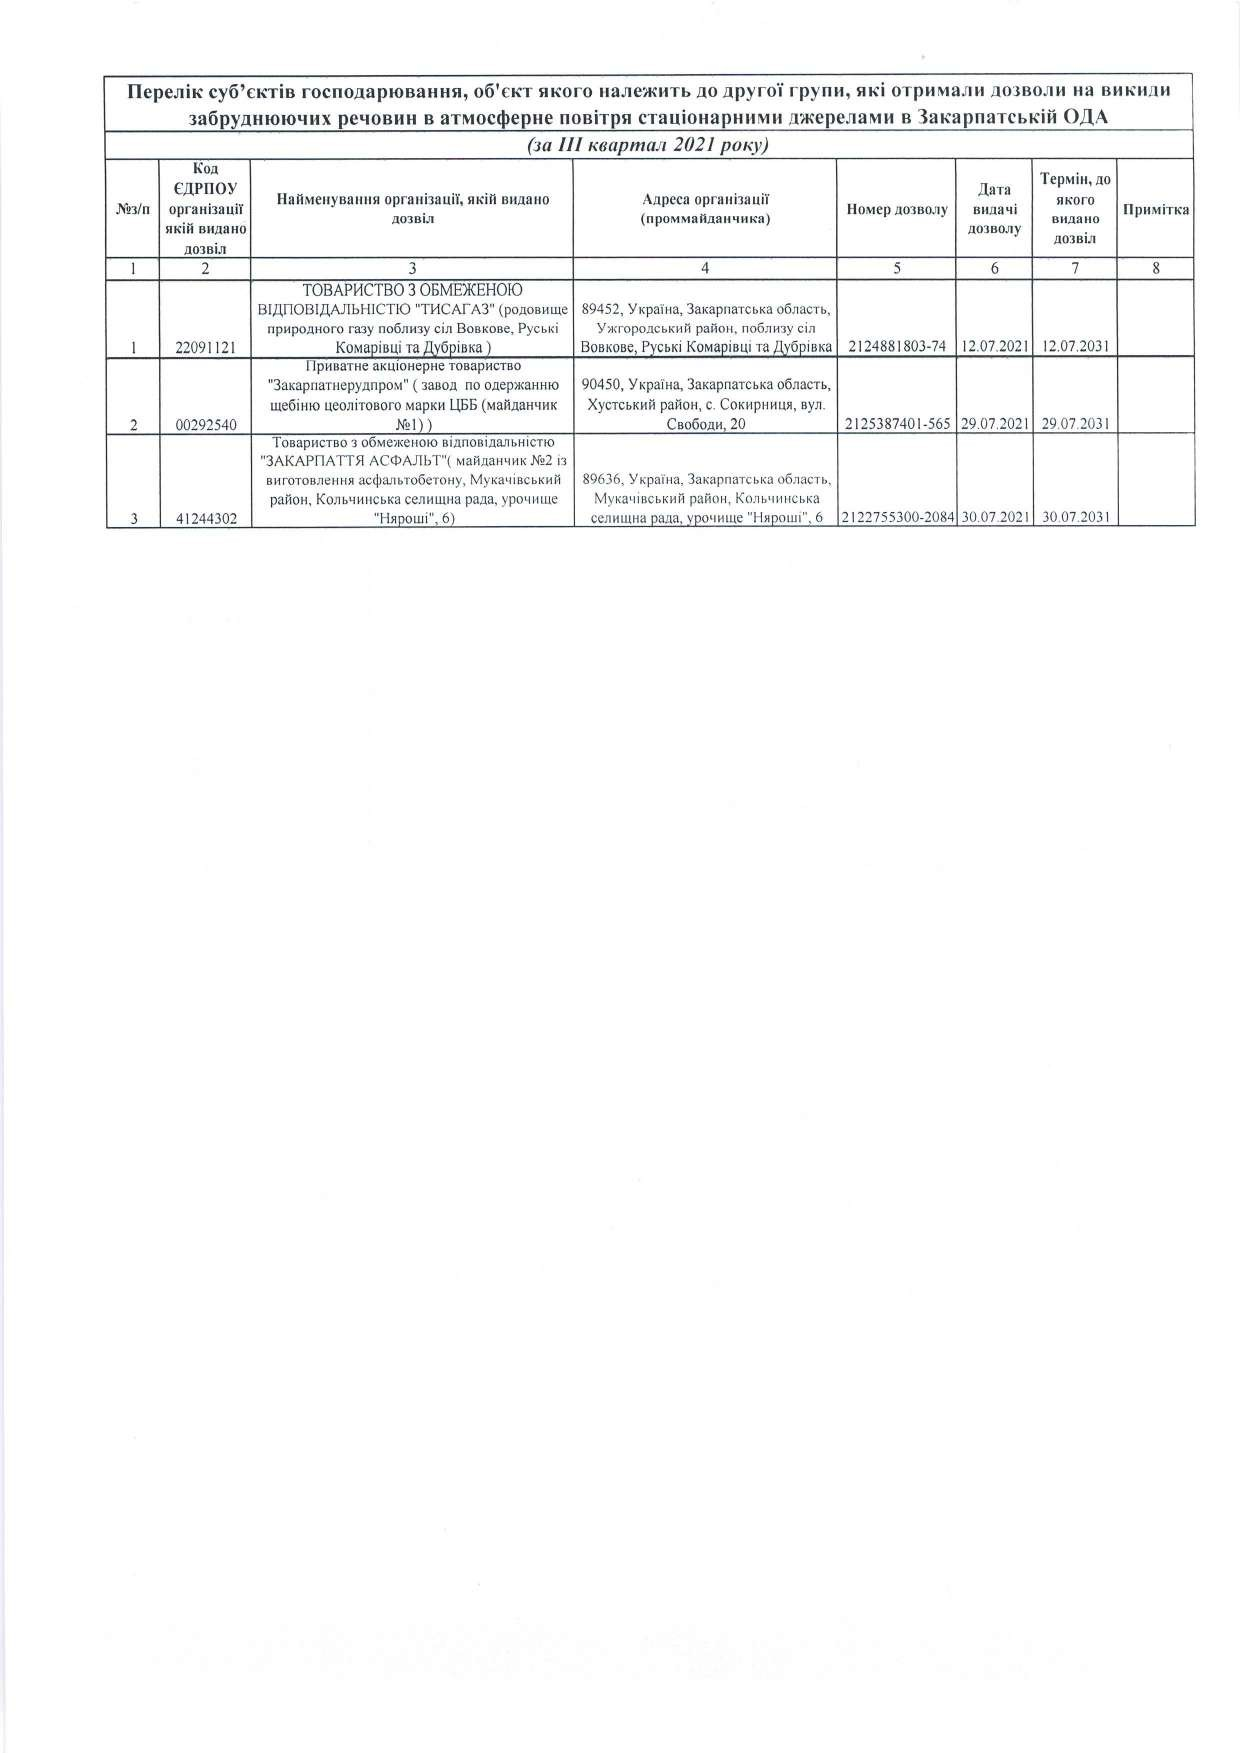 Перелік суб’єктів господарювання, об'єкт якого належить до другої групи, які отримали дозволи на викиди
забруднюючих речовин в атмосферне повітря стаціонарними джерелами в Закарпатській ОДА
(за III квартал 2021 року)
№з/п
Код
ЄДРПОУ
організації
якій видано
дозвіл
Найменування організації, якій видано
дозвіл
Адреса організації
(проммайданчика)
Номер дозволу
Дата
видачі
дозволу
Термін, до
якого
видано
дозвіл
Примітка
1 2 3 4 5 6 7 8
ТОВАРИСТВО З ОБМЕЖЕНОЮ
ВІДПОВІДАЛЬНІСТЮ "ТИСАГАЗ" (родовище
природного газу поблизу сіл Вовкове, Руські
Комарівці та Дубрівка )
89452, Україна, Закарпатська область,
Ужгородський район, поблизу сіл
Вовкове, Руські Комарівці та Дубрівка
1 22091121 2124881803-74 12.07.2021 12.07.2031
Приватне акціонерне товариство
"Закарпатнерудпром" ( завод по одержанню
щебіню цеолітового марки ЦББ (майданчик
№1) )
90450, Україна, Закарпатська область,
Хустський район, с. Сокирниця, вул.
Свободи, 20
2 00292540 2125387401-565 29.07.2021 29.07.2031
Товариство з обмеженою відповідальністю
"ЗАКАРПАТТЯ АСФАЛЬТ"( майданчик №2 із
виготовлення асфальтобетону, Мукачівський
район, Кольчинська селищна рада, урочище
"Няроші", 6)
89636, Україна, Закарпатська область,
Мукачівський район, Кольчинська
селищна рада, урочище "Няроші", 6
3 41244302 2122755300-2084 30.07.2021 30.07.2031